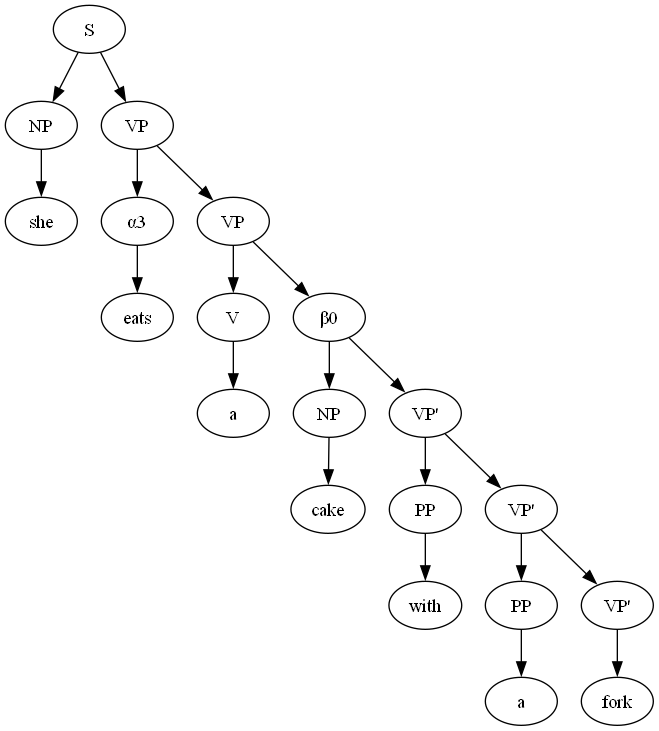 S
NP VP
she α3 VP
eats V β0
a NP VP'
cake PP VP'
with PP VP'
a fork